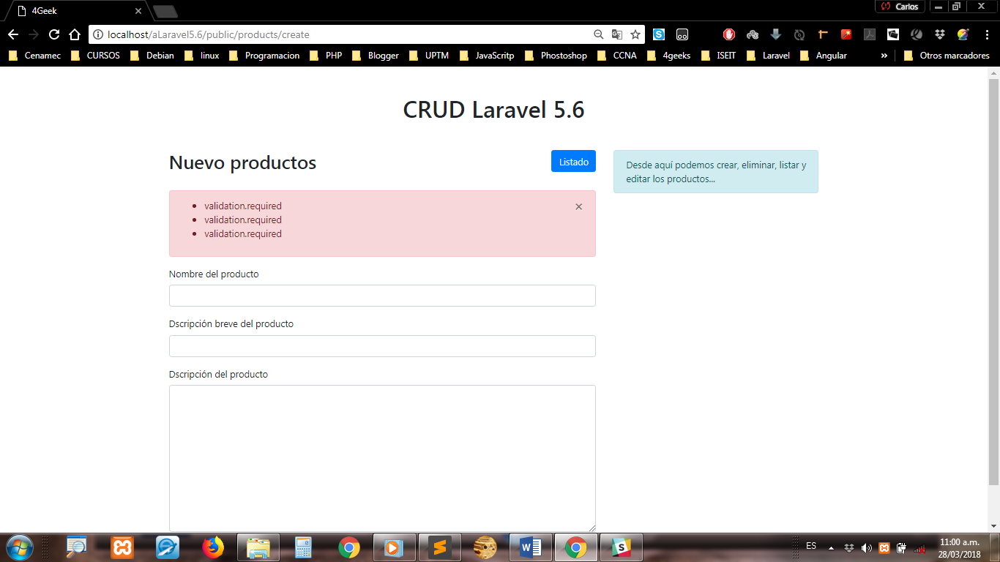 4Geek
Carlos
localhost/aLaravel5.6/public/products/create
Cenamec CURSOS Debian linux Programacion PHP Blogger UPTM JavaScritp Phostoshop CCNA 4geeks ISEIT Laravel Angular » Otros marcadores
CRUD Laravel 5.6
Nuevo productos
Listado
Desde aquí podemos crear, eliminar, listar y
editar los productos...
validation.required
validation.required
validation.required
Nombre del producto
Dscripción breve del producto
Dscripción del producto
ES
11:00 a.m.
28/03/2018